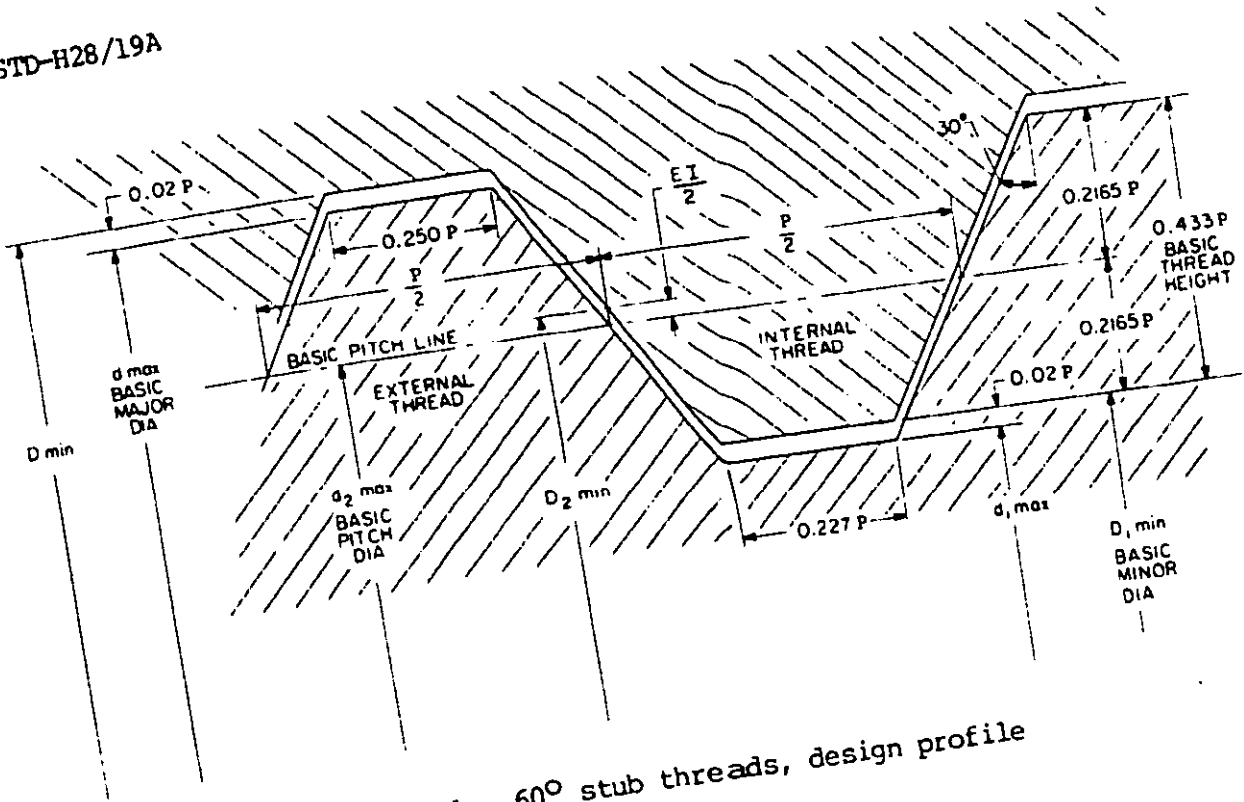 STD-H28/19A
0.02 P
0.250 P
P
2
E I
2
P
2
30°
0.2165 P
0.433 P
BASIC
THREAD
HEIGHT
0.2165 P
0.02 P
BASIC PITCH LINE
EXTERNAL
THREAD
INTERNAL
THREAD
D min
d max
BASIC
MAJOR
DIA
d2 max
BASIC
PITCH
DIA
D2 min
0.227 P
d1 max
D1 min
BASIC
MINOR
DIA
60° stub threads, design profile